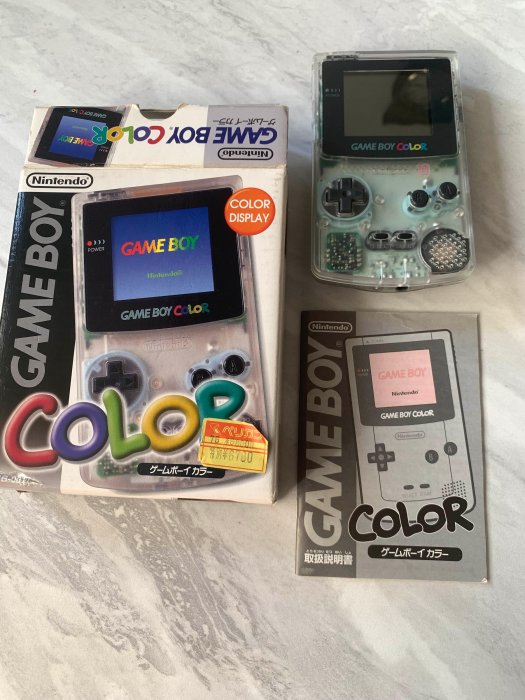 Nintendo
GAME BOY COLOR
ゲームボーイ カラー
Nintendo
GAME BOY
COLOR
DISPLAY
POWER
GAME BOY
Nintendo
GAME BOY COLOR
COLOR
ゲームボーイ カラー
POWER
GAME BOY COLOR
Nintendo
GAME BOY
GAME BOY
Nintendo
GAME BOY COLOR
Nintendo
B
A
SELECT START
COLOR
ゲームボーイ カラー
取扱説明書